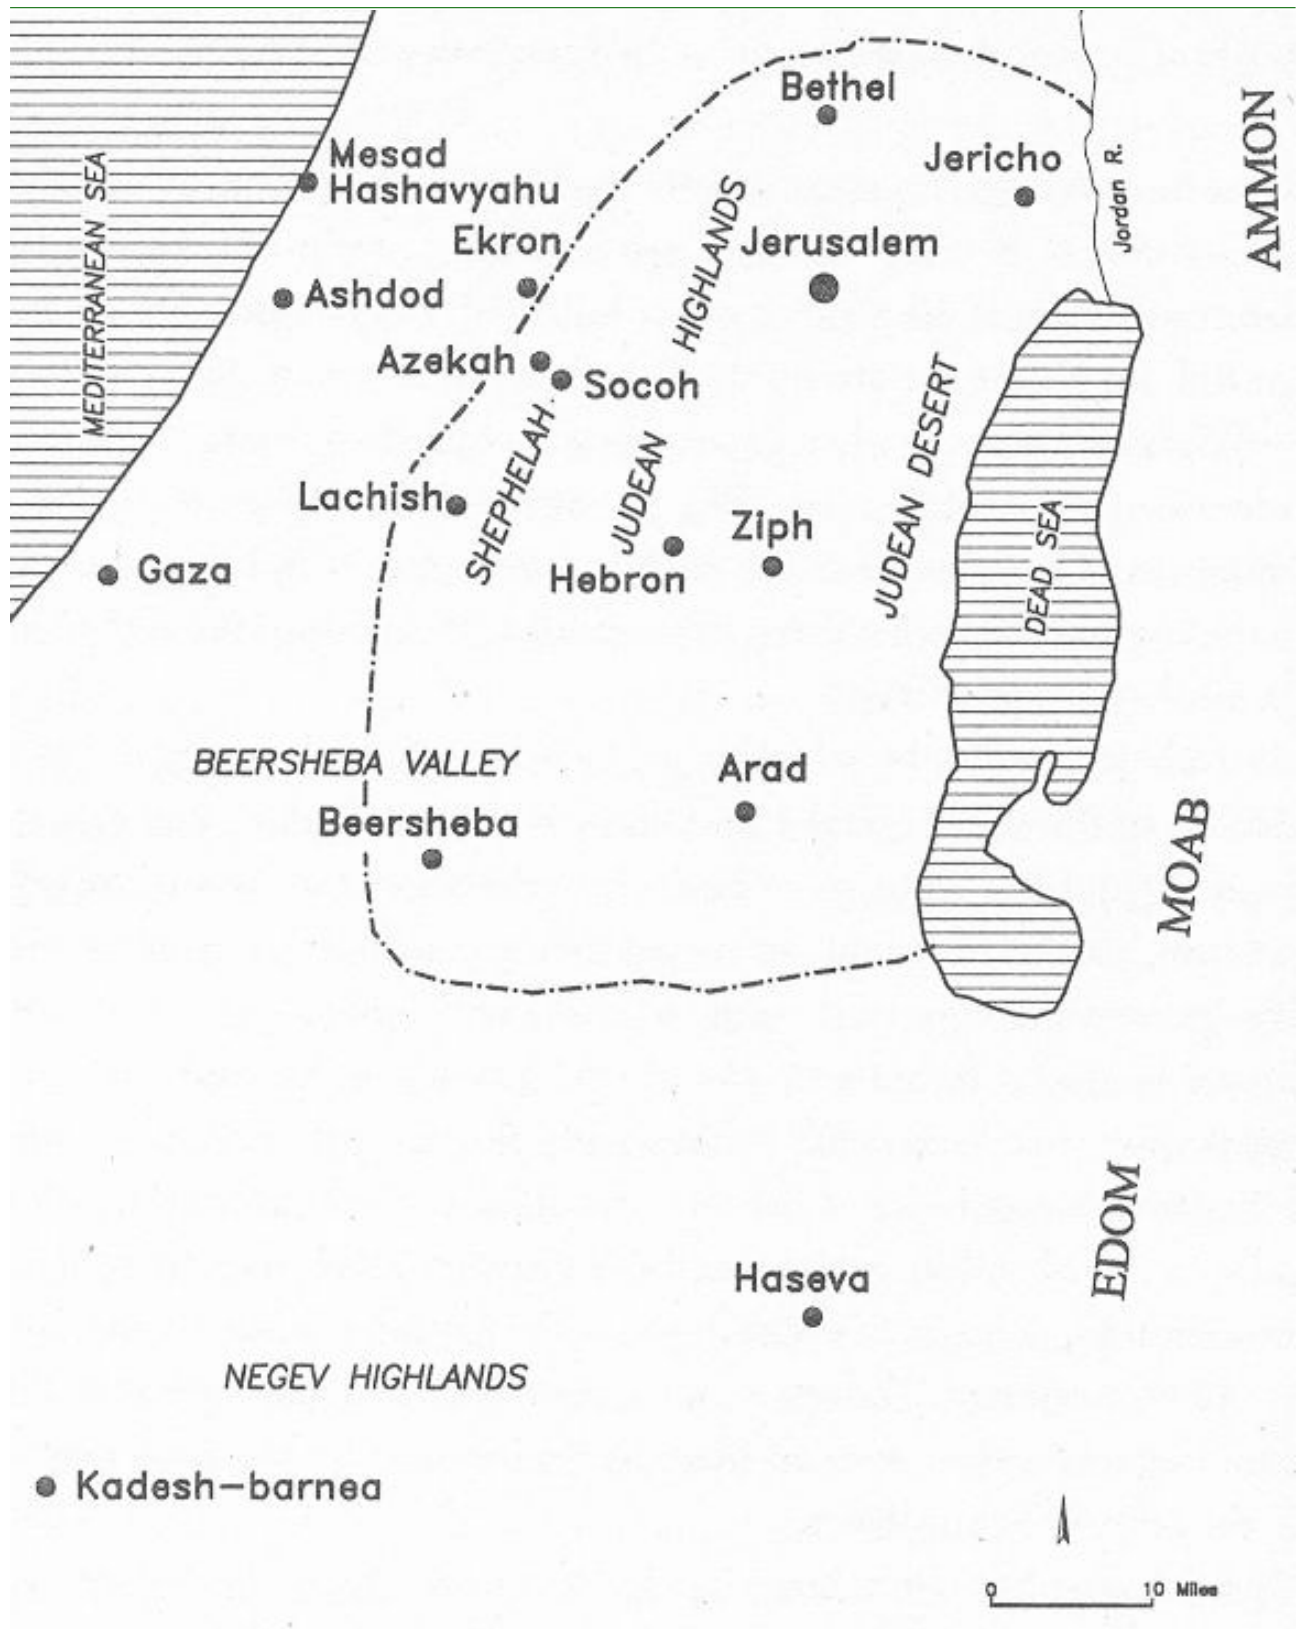 Bethel
AMMON
Mesad
Hashavyahu
Jericho
Jordan R.
MEDITERRANEAN SEA
Ekron
HIGHLANDS
Jerusalem
Ashdod
Azekah
Socoh
JUDEAN DESERT
Lachish
SHEPHELAH
JUDEAN
Ziph
Hebron
DEAD SEA
Gaza
BEERSHEBA VALLEY
Arad
Beersheba
MOAB
EDOM
Haseva
NEGEV HIGHLANDS
Kadesh-barnea
0 10 Miles